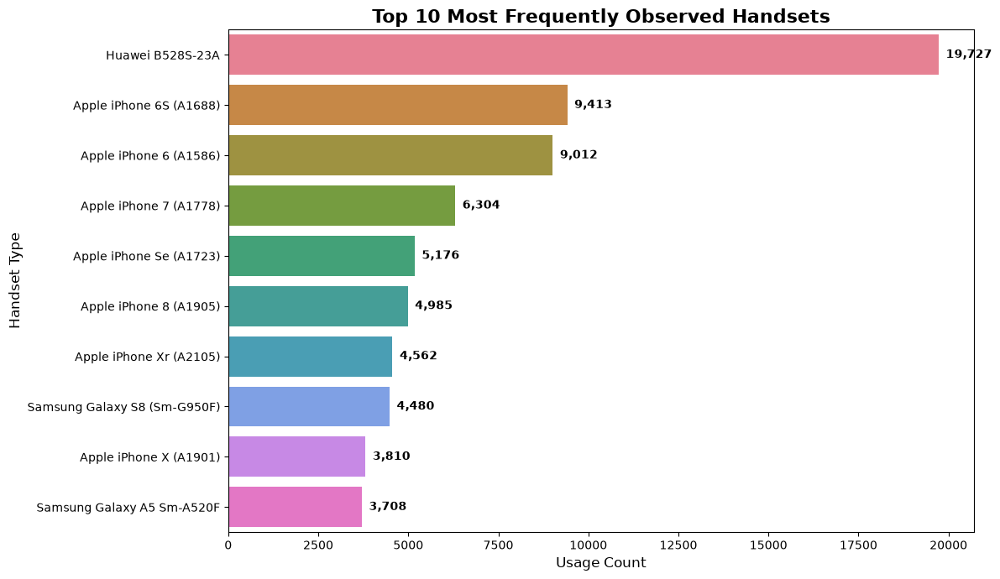 Top 10 Most Frequently Observed Handsets
Handset Type
Huawei B528S-23A 19,727
Apple iPhone 6S (A1688) 9,413
Apple iPhone 6 (A1586) 9,012
Apple iPhone 7 (A1778) 6,304
Apple iPhone Se (A1723) 5,176
Apple iPhone 8 (A1905) 4,985
Apple iPhone Xr (A2105) 4,562
Samsung Galaxy S8 (Sm-G950F) 4,480
Apple iPhone X (A1901) 3,810
Samsung Galaxy A5 Sm-A520F 3,708
0 2500 5000 7500 10000 12500 15000 17500 20000
Usage Count